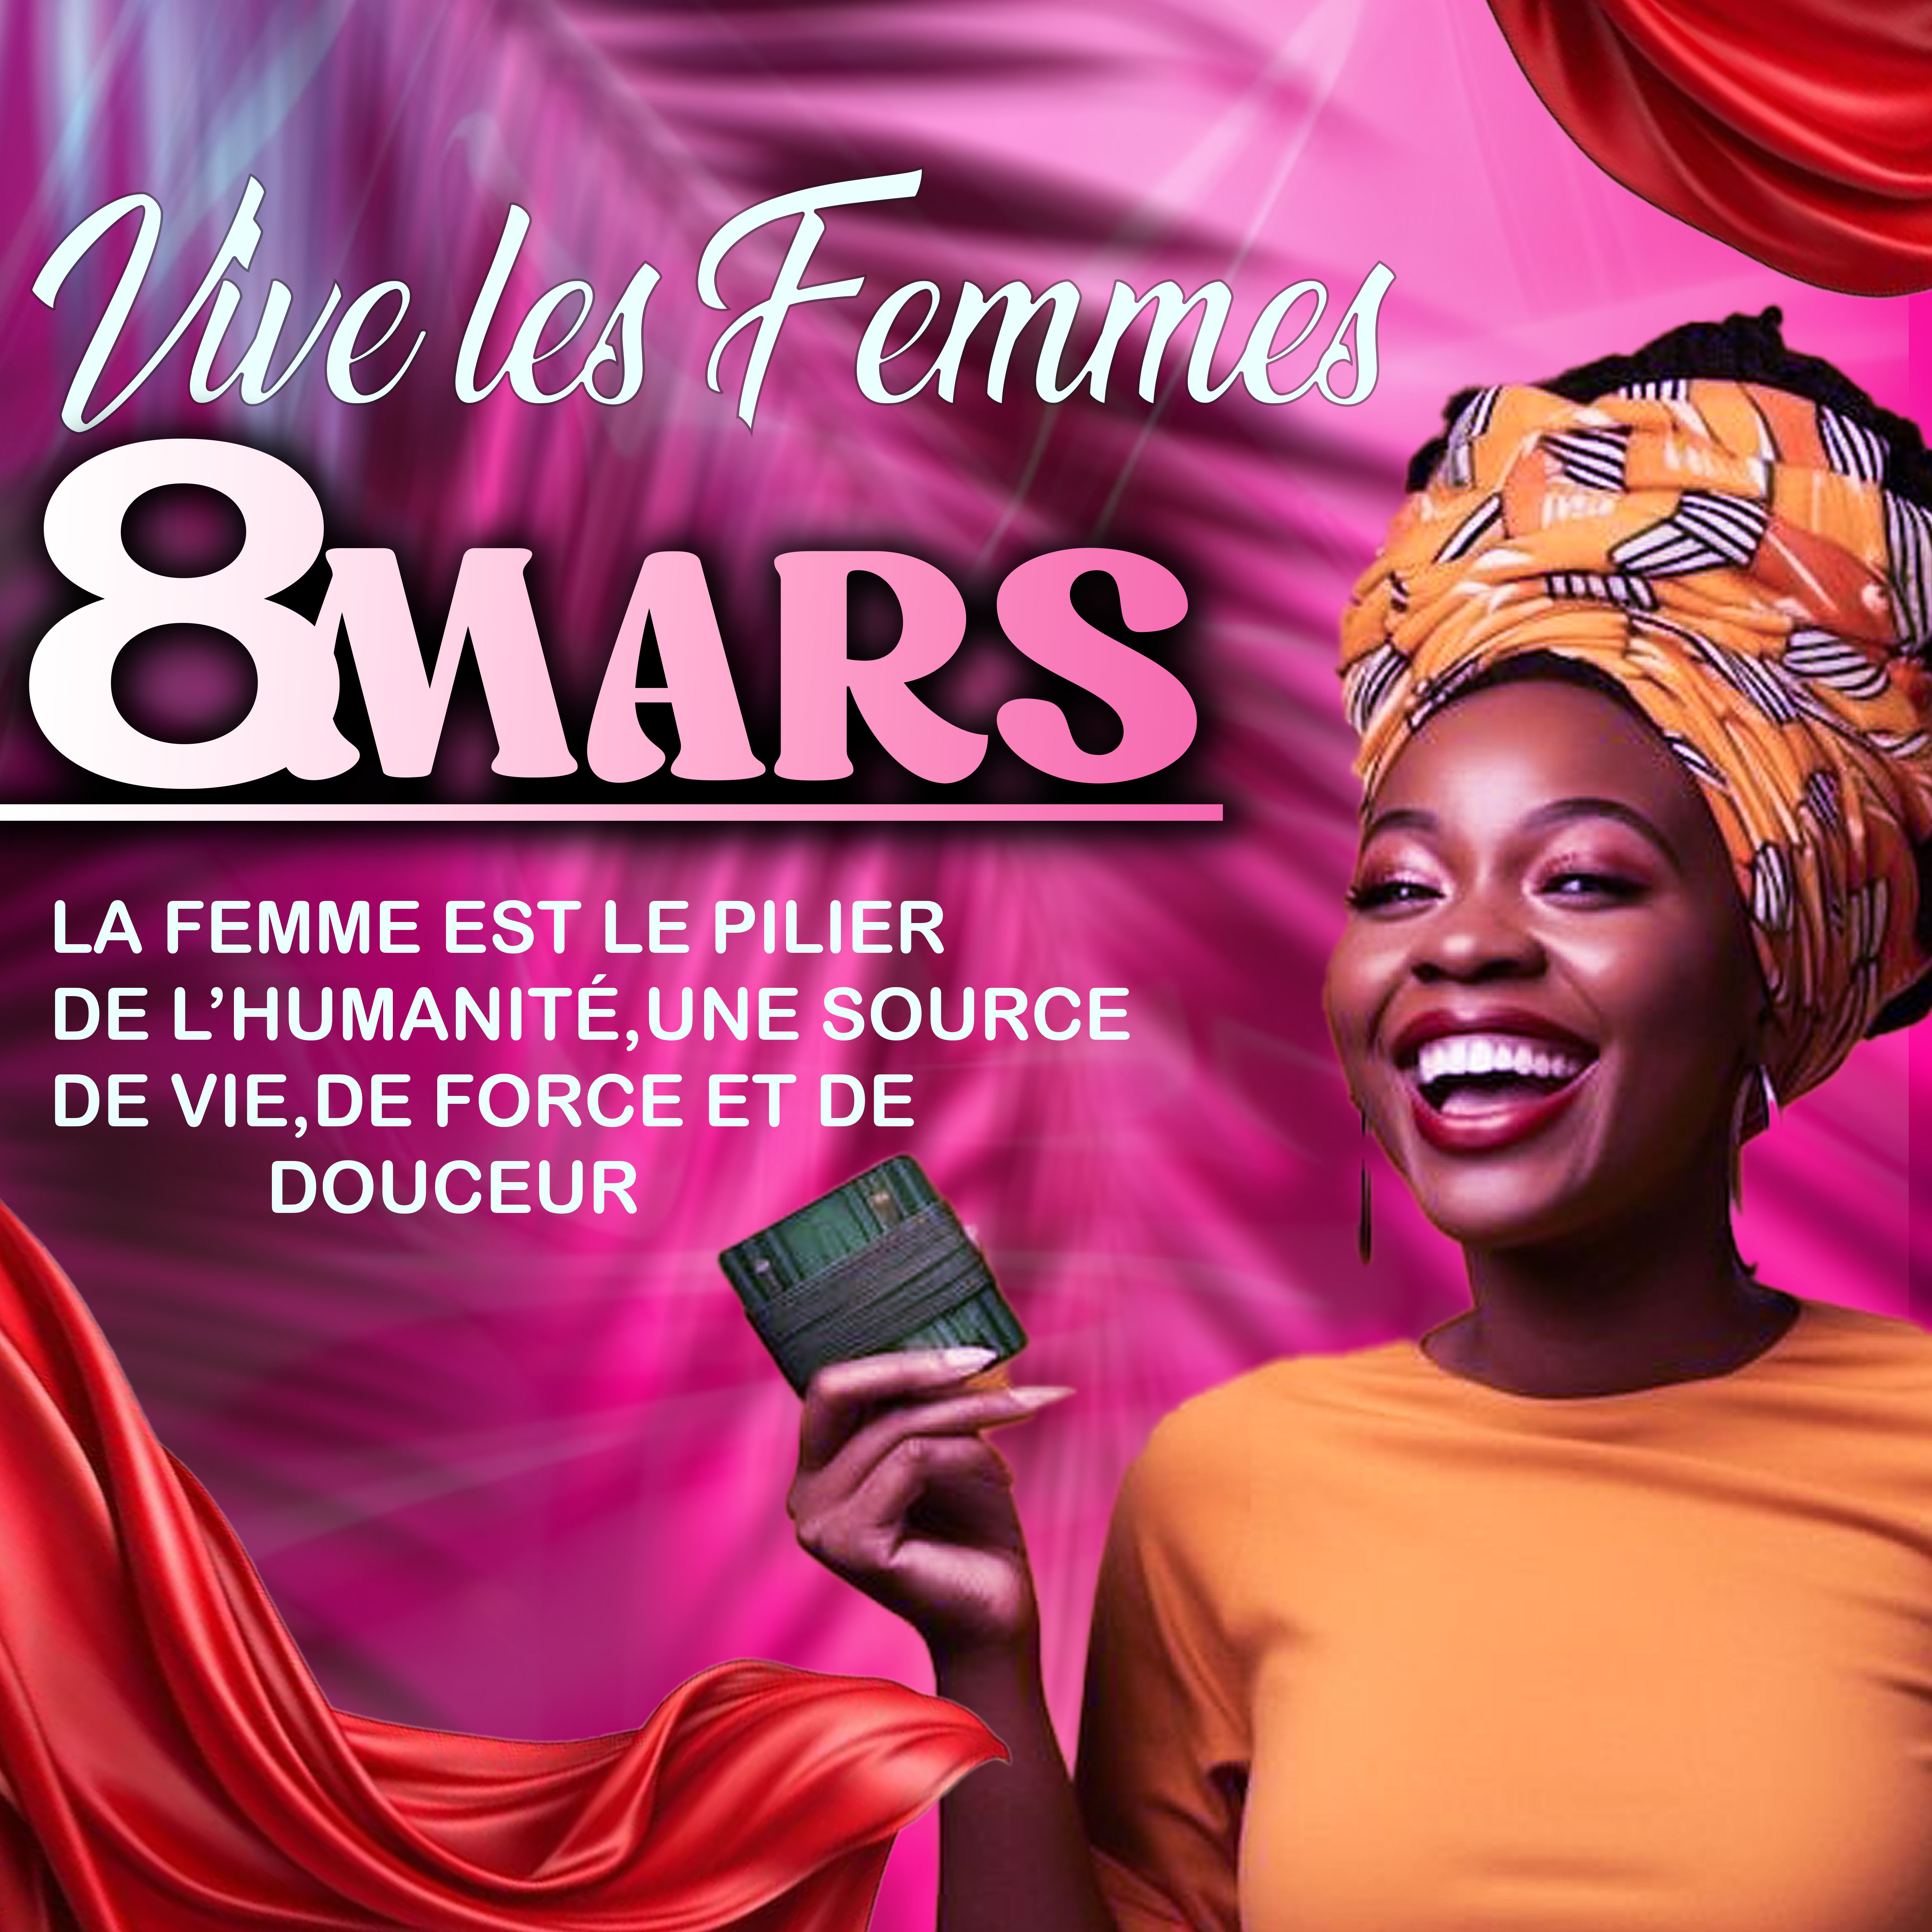 Vive les Femmes
8MARS
LA FEMME EST LE PILIER
DE L’HUMANITÉ,UNE SOURCE
DE VIE,DE FORCE ET DE
DOUCEUR